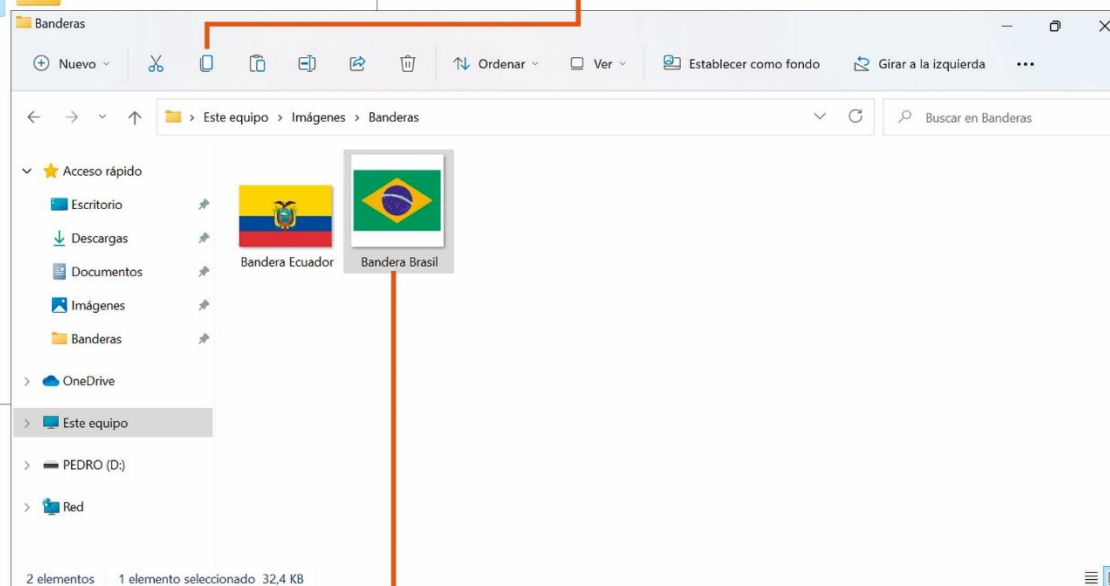 Banderas
Nuevo
Ordenar
Ver
Establecer como fondo
Girar a la izquierda
Este equipo > Imágenes > Banderas
Buscar en Banderas
Acceso rápido
Escritorio
Descargas
Documentos
Imágenes
Banderas
OneDrive
Este equipo
PEDRO (D:)
Red
Bandera Ecuador
Bandera Brasil
2 elementos
1 elemento seleccionado 32,4 KB